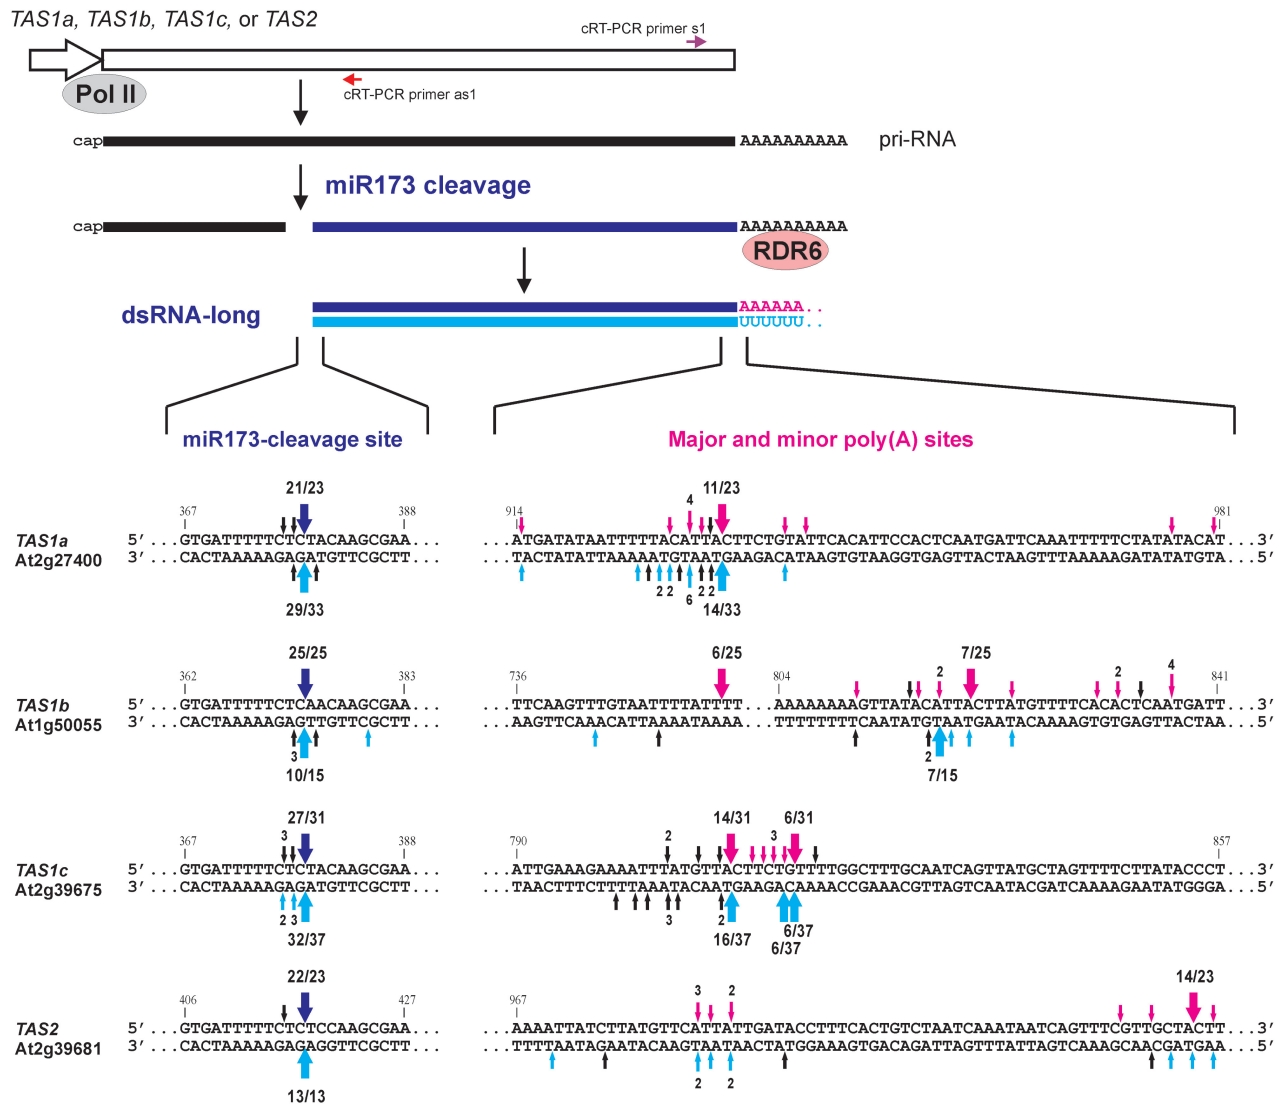 TAS1a, TAS1b, TAS1c, or TAS2
cRT-PCR primer s1
Pol II
cRT-PCR primer as1
cap AAAAAAAAAA pri-RNA
miR173 cleavage
cap AAAAAAAAAA
RDR6
dsRNA-long
AAAAAA..
UUUUUU..
miR173-cleavage site
Major and minor poly(A) sites
21/23 11/23
4
367 388 914 981
TAS1a 5′ ...GTGATTTTTCTCTACAAGCGAA... ...ATGATATAATTTTTACATTACTTCTGTATTCACATTCCACTCAATGATTCAAATTTTTCTATATACAT...3′
At2g27400 3′ ...CACTAAAAAGAGATGTTCGCTT... ...TACTATATTAAAAATGTAATGAAGACATAAGTGTAAGGTGAGTTACTAAGTTTAAAAAGATATATGTA...5′
2 2 6 2 2
29/33 14/33
25/25 6/25 7/25
2 2 4
362 383 736 804 841
TAS1b 5′ ...GTGATTTTTCTCAACAAGCGAA... ...TTCAAGTTTGTAATTTTATTTT... AAAAAAAAGTTATACATTACTTATGTTTTCACACTCAATGATT...3′
At1g50055 3′ ...CACTAAAAAGAGTTGTTCGCTT... ...AAGTTCAAACATTAAAATAAAA... TTTTTTTTCAATATGTAATGAATACAAAAGTGTGAGTTACTAA...5′
3 2
10/15 7/15
27/31 14/31 6/31
3 2 3
367 388 790 857
TAS1c 5′ ...GTGATTTTTCTCTACAAGCGAA... ...ATTGAAAGAAAATTTATGTTACTTCTGTTTTGGCTTTGCAATCAGTTATGCTAGTTTTCTTATACCCT...3′
At2g39675 3′ ...CACTAAAAAGAGATGTTCGCTT... ...TAACTTTCTTTTAAATACAATGAAGACAAAACCGAAACGTTAGTCAATACGATCAAAAGAATATGGGA...5′
2 3 3 2
32/37 16/37 6/37 6/37
22/23 14/23
3 2
406 427 967
TAS2 5′ ...GTGATTTTTCTCTCCAAGCGAA... ...AAAATTATCTTATGTTCATTATTGATACCTTTCACTGTCTAATCAAATAATCAGTTTCGTTGCTACTT...3′
At2g39681 3′ ...CACTAAAAAGAGAGGTTCGCTT... ...TTTTAATAGAATACAAGTAATAACTATGGAAAGTGACAGATTAGTTTATTAGTCAAAGCAACGATGAA...5′
2 2
13/13